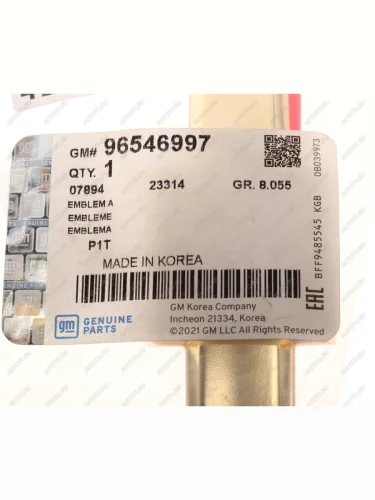 GM# 96546997
QTY. 1
07894 23314 GR. 8.055
EMBLEM A
EMBLEME
EMBLEMA
P1T
MADE IN KOREA
GM Korea Company
Incheon 21334, Korea
©2021 GM LLC All Rights Reserved
gm GENUINE
PARTS
08039973
BFF9485545 KGB
EAC